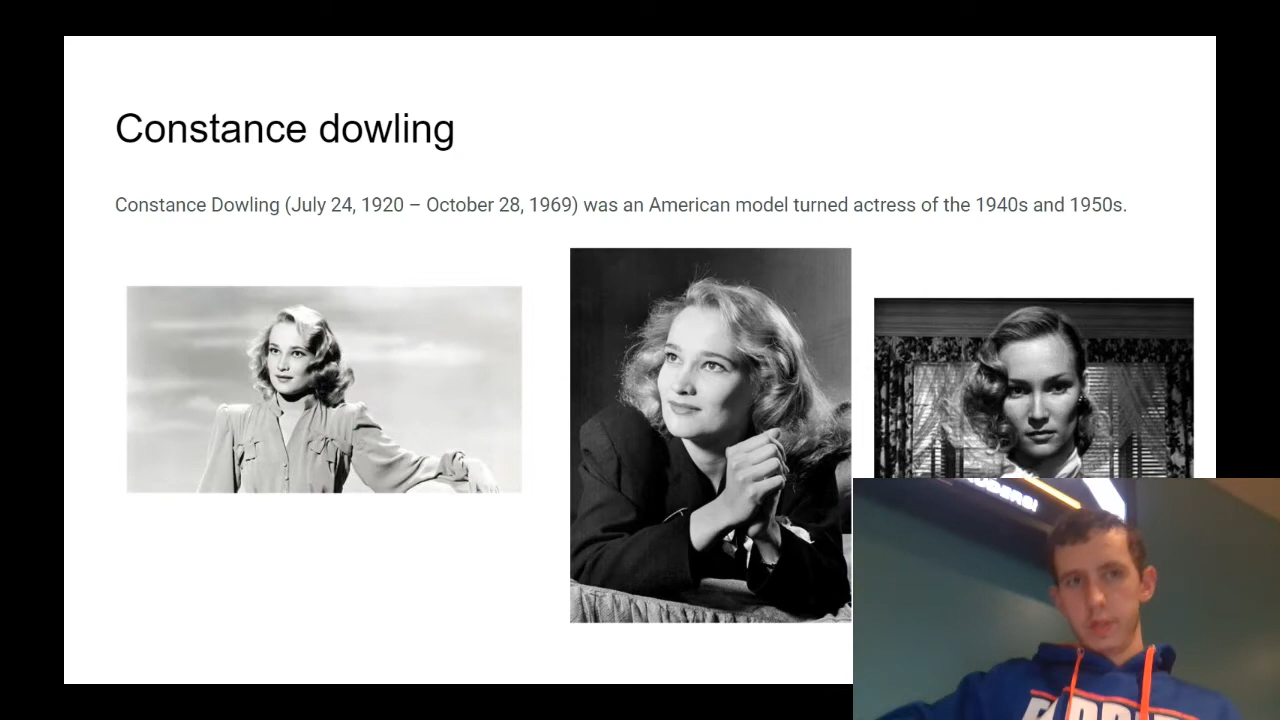 Constance dowling
Constance Dowling (July 24, 1920 – October 28, 1969) was an American model turned actress of the 1940s and 1950s.